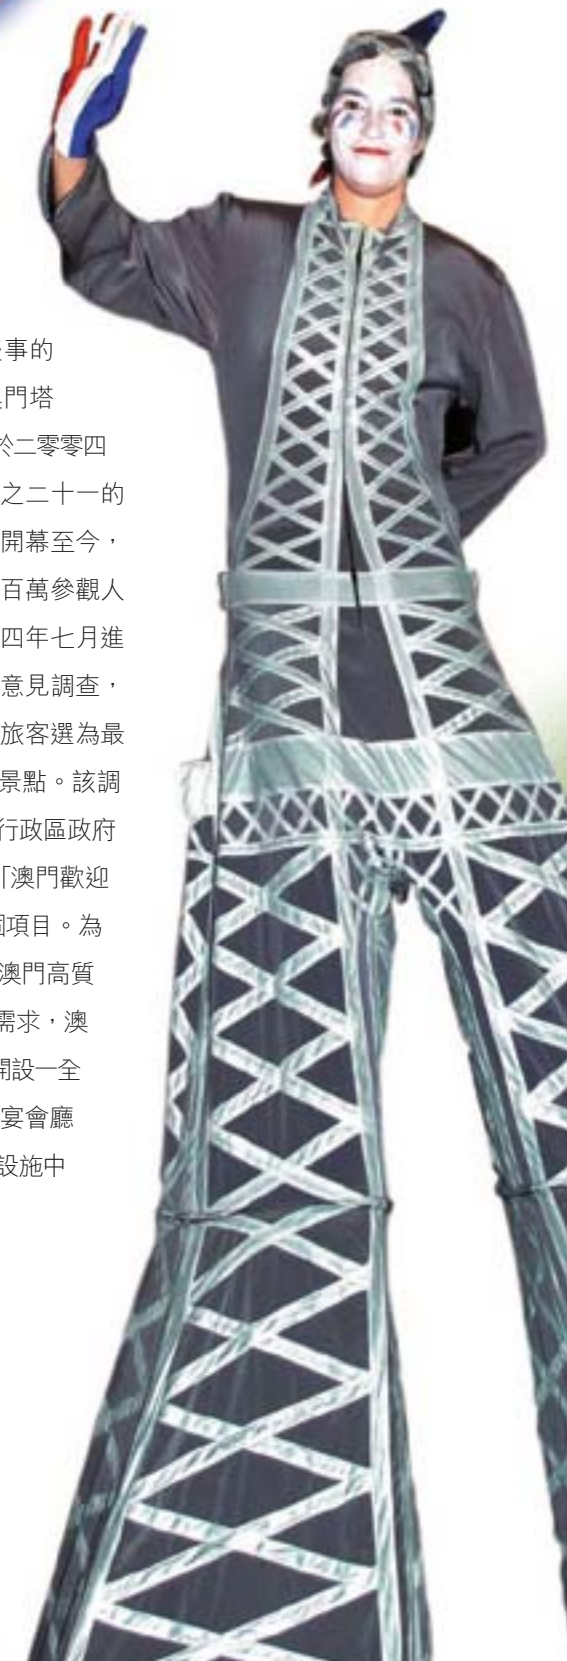 事的
門塔
於二零零四
之二十一的
開幕至今，
百萬參觀人
四年七月進
意見調查，
旅客選為最
景點。該調
行政區政府
「澳門歡迎
項目。為
澳門高質
需求，澳
開設一全
宴會廳
設施中